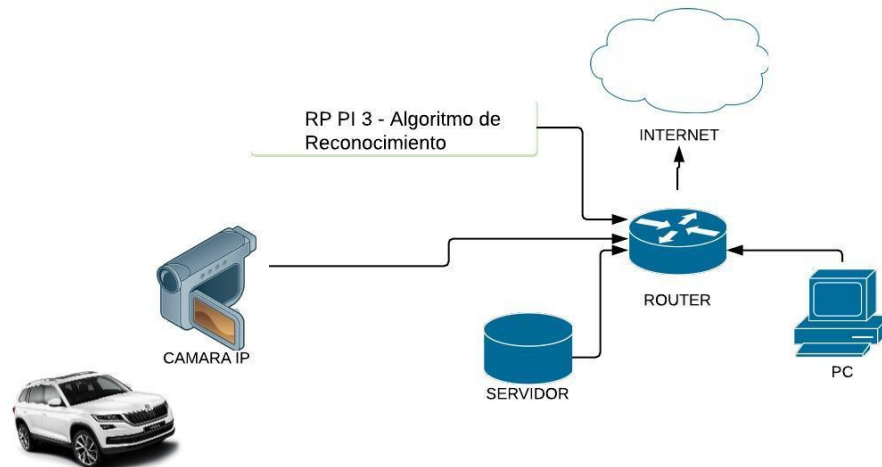 RP PI 3 - Algoritmo de
Reconocimiento
INTERNET
ROUTER
CAMARA IP
SERVIDOR
PC